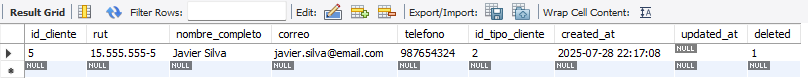 Result Grid Filter Rows: Edit: Export/Import: Wrap Cell Content: IA
id_cliente rut nombre_completo correo telefono id_tipo_cliente created_at updated_at deleted
5 15.555.555-5 Javier Silva javier.silva@email.com 987654324 2 2025-07-28 22:17:08 NULL 1
NULL NULL NULL NULL NULL NULL NULL NULL NULL